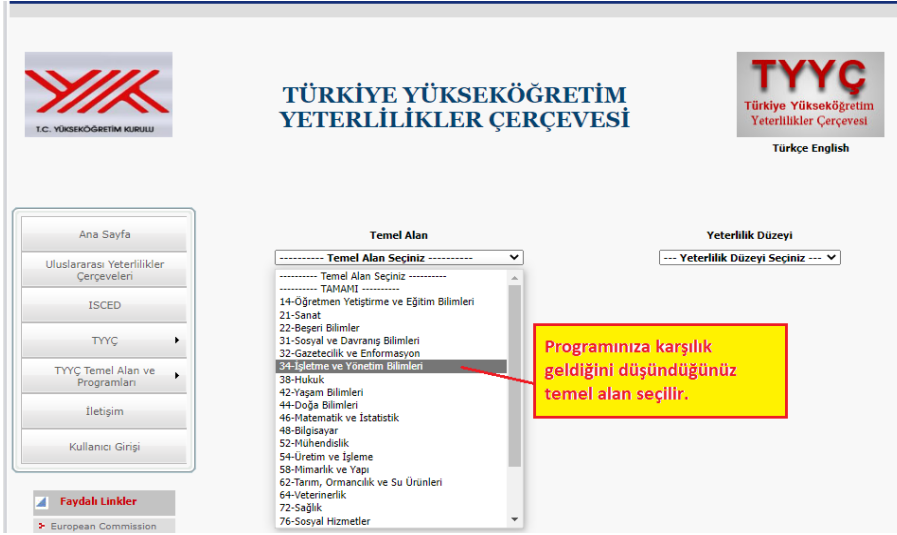 T.C. YÜKSEKÖĞRETİM KURULU
TÜRKİYE YÜKSEKÖĞRETİM
YETERLİLİKLER ÇERÇEVESİ
TYYÇ
Türkiye Yükseköğretim
Yeterlilikler Çerçevesi
Türkçe English
Ana Sayfa
Uluslararası Yeterlilikler
Çerçeveleri
ISCED
TYYÇ
TYYÇ Temel Alan ve
Programları
İletişim
Kullanıcı Girişi
Faydalı Linkler
European Commission
Temel Alan
---------- Temel Alan Seçiniz ----------
---------- Temel Alan Seçiniz ----------
---------- TAMAMI ----------
14-Öğretmen Yetiştirme ve Eğitim Bilimleri
21-Sanat
22-Beşeri Bilimler
31-Sosyal ve Davranış Bilimleri
32-Gazetecilik ve Enformasyon
34-İşletme ve Yönetim Bilimleri
38-Hukuk
42-Yaşam Bilimleri
44-Doğa Bilimleri
46-Matematik ve İstatistik
48-Bilgisayar
52-Mühendislik
54-Üretim ve İşleme
58-Mimarlık ve Yapı
62-Tarım, Ormancılık ve Su Ürünleri
64-Veterinerlik
72-Sağlık
76-Sosyal Hizmetler
Yeterlilik Düzeyi
--- Yeterlilik Düzeyi Seçiniz ---
Programınıza karşılık
geldiğini düşündüğünüz
temel alan seçilir.